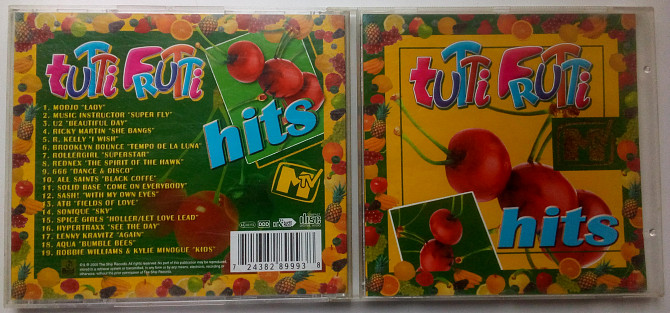 tuTTi FRuTTi
hits
1. MODJO "LADY"
2. MUSIC INSTRUCTOR "SUPER FLY"
3. U2 "BEAUTIFUL DAY"
4. RICKY MARTIN "SHE BANGS"
5. R. KELLY "I WISH"
6. BROOKLYN BOUNCE "TEMPO DE LA LUNA"
7. ROLLERGIRL "SUPERSTAR"
8. REDNEX "THE SPIRIT OF THE HAWK"
9. 666 "DANCE & DISCO"
10. ALL SAINTS "BLACK COFFE"
11. SOLID BASE "COME ON EVERYBODY"
12. SASH! "WITH MY OWN EYES"
13. ATB "FIELDS OF LOVE"
14. SONIQUE "SKY"
15. SPICE GIRLS "HOLLER/LET LOVE LEAD"
16. HYPERTRAXX "SEE THE DAY"
17. LENNY KRAVITZ "AGAIN"
18. AQUA "BUMBLE BEES"
19. ROBBIE WILLIAMS & KYLIE MINOGUE "KIDS"
MTV
disc
7 24382 89993 8
tuTTi FRuTTi
hits